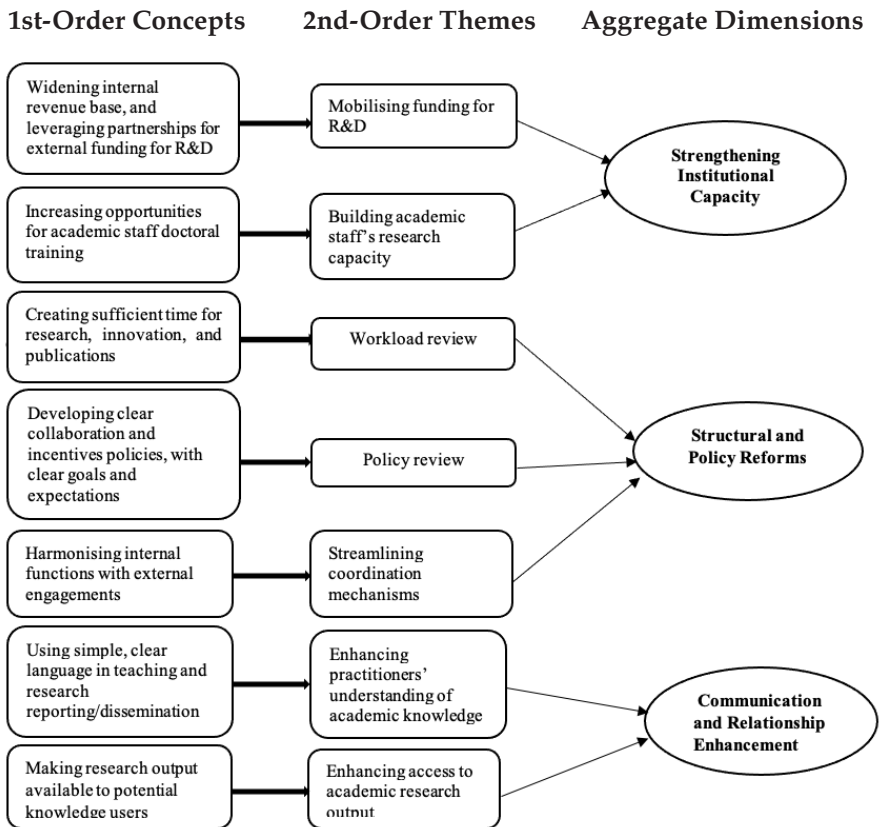 1st-Order Concepts 2nd-Order Themes Aggregate Dimensions
Widening internal
revenue base, and
leveraging partnerships for
external funding for R&D
Mobilising funding for
R&D
Strengthening
Institutional
Capacity
Increasing opportunities
for academic staff doctoral
training
Building academic
staff's research
capacity
Creating sufficient time for
research, innovation, and
publications
Workload review
Developing clear
collaboration and
incentives policies, with
clear goals and
expectations
Policy review
Structural and
Policy Reforms
Harmonising internal
functions with external
engagements
Streamlining
coordination
mechanisms
Using simple, clear
language in teaching and
research
reporting/dissemination
Enhancing
practitioners'
understanding of
academic knowledge
Communication
and Relationship
Enhancement
Making research output
available to potential
knowledge users
Enhancing access to
academic research
output